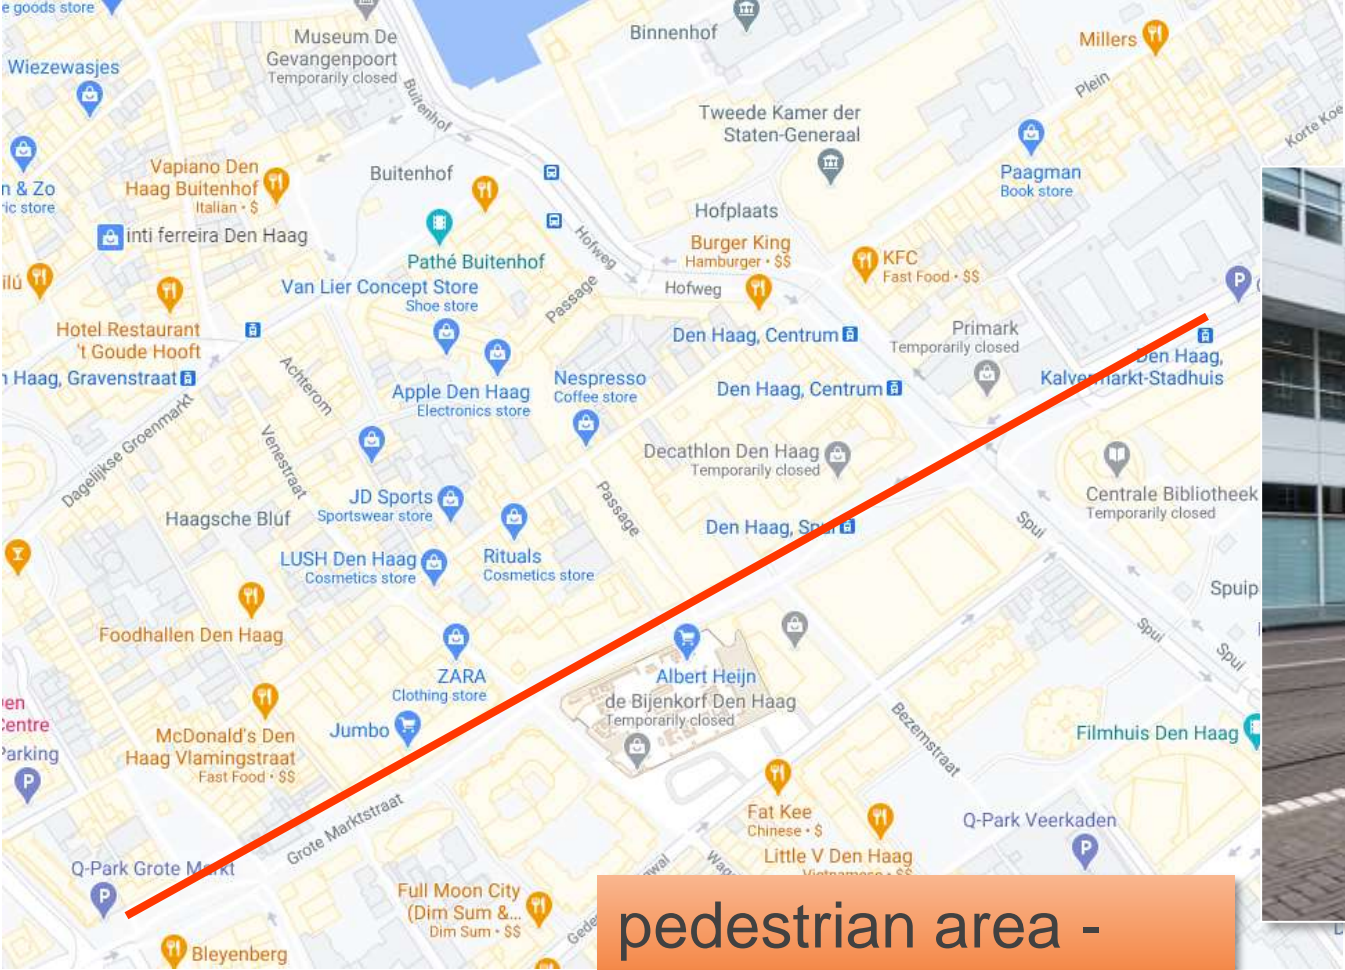 e goods store
Museum De
Gevangenpoort
Temporarily closed
Binnenhof
Millers
Wiezewasjes
Buitenhof
Plein
Tweede Kamer der
Staten-Generaal
Korte Koe
Vapiano Den
Haag Buitenhof
Italian • $
Buitenhof
Paagman
Book store
n & Zo
ric store
inti ferreira Den Haag
Hofplaats
Hofweg
Burger King
Hamburger • $$
KFC
Fast Food • $$
Pathé Buitenhof
ilú
Van Lier Concept Store
Shoe store
Passage
Hofweg
Hotel Restaurant
't Goude Hooft
Den Haag, Centrum
Primark
Temporarily closed
Den Haag,
Kalvermarkt-Stadhuis
n Haag, Gravenstraat
Achterom
Apple Den Haag
Electronics store
Nespresso
Coffee store
Den Haag, Centrum
Dagelijkse Groenmarkt
Venestraat
Decathlon Den Haag
Temporarily closed
JD Sports
Sportswear store
Passage
Centrale Bibliotheek
Temporarily closed
Haagsche Bluf
Den Haag, Spui
Spui
LUSH Den Haag
Cosmetics store
Rituals
Cosmetics store
Spuip
Foodhallen Den Haag
Spui
Spui
ZARA
Clothing store
Albert Heijn
de Bijenkorf Den Haag
Temporarily closed
en
Centre
Parking
McDonald's Den
Haag Vlamingstraat
Fast Food • $$
Jumbo
Bezemstraat
Filmhuis Den Haag
Grote Marktstraat
Fat Kee
Chinese • $
Q-Park Veerkaden
Little V Den Haag
Vietnamese • $$
Q-Park Grote Markt
Full Moon City
(Dim Sum &...
Dim Sum • $$
Bleyenberg
pedestrian area -